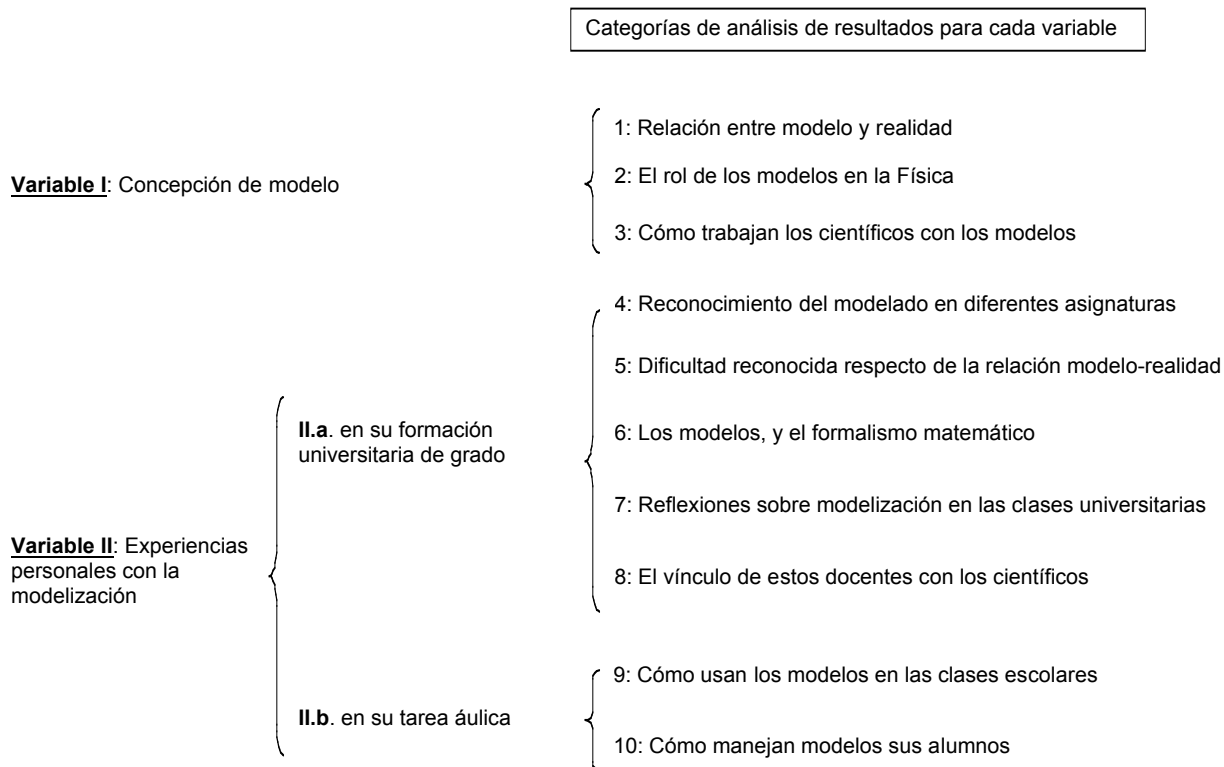 Categorías de análisis de resultados para cada variable
Variable I: Concepción de modelo
1: Relación entre modelo y realidad
2: El rol de los modelos en la Física
3: Cómo trabajan los científicos con los modelos
Variable II: Experiencias
personales con la
modelización
II.a. en su formación
universitaria de grado
4: Reconocimiento del modelado en diferentes asignaturas
5: Dificultad reconocida respecto de la relación modelo-realidad
6: Los modelos, y el formalismo matemático
7: Reflexiones sobre modelización en las clases universitarias
8: El vínculo de estos docentes con los científicos
II.b. en su tarea áulica
9: Cómo usan los modelos en las clases escolares
10: Cómo manejan modelos sus alumnos